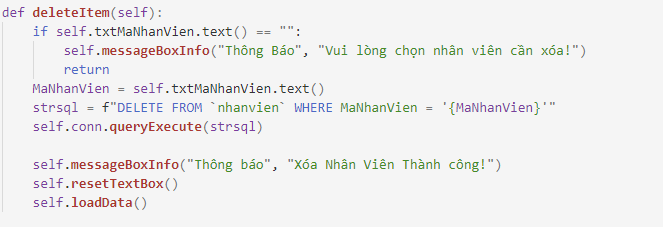 def deleteItem(self):
if self.txtMaNhanVien.text() == "":
self.messageBoxInfo("Thông Báo", "Vui lòng chọn nhân viên cần xóa!")
return
MaNhanVien = self.txtMaNhanVien.text()
strsql = f"DELETE FROM `nhanvien` WHERE MaNhanVien = '{MaNhanVien}'"
self.conn.queryExecute(strsql)
self.messageBoxInfo("Thông báo", "Xóa Nhân Viên Thành công!")
self.resetTextBox()
self.loadData()